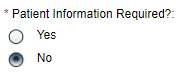 * Patient Information Required?:
Yes
No